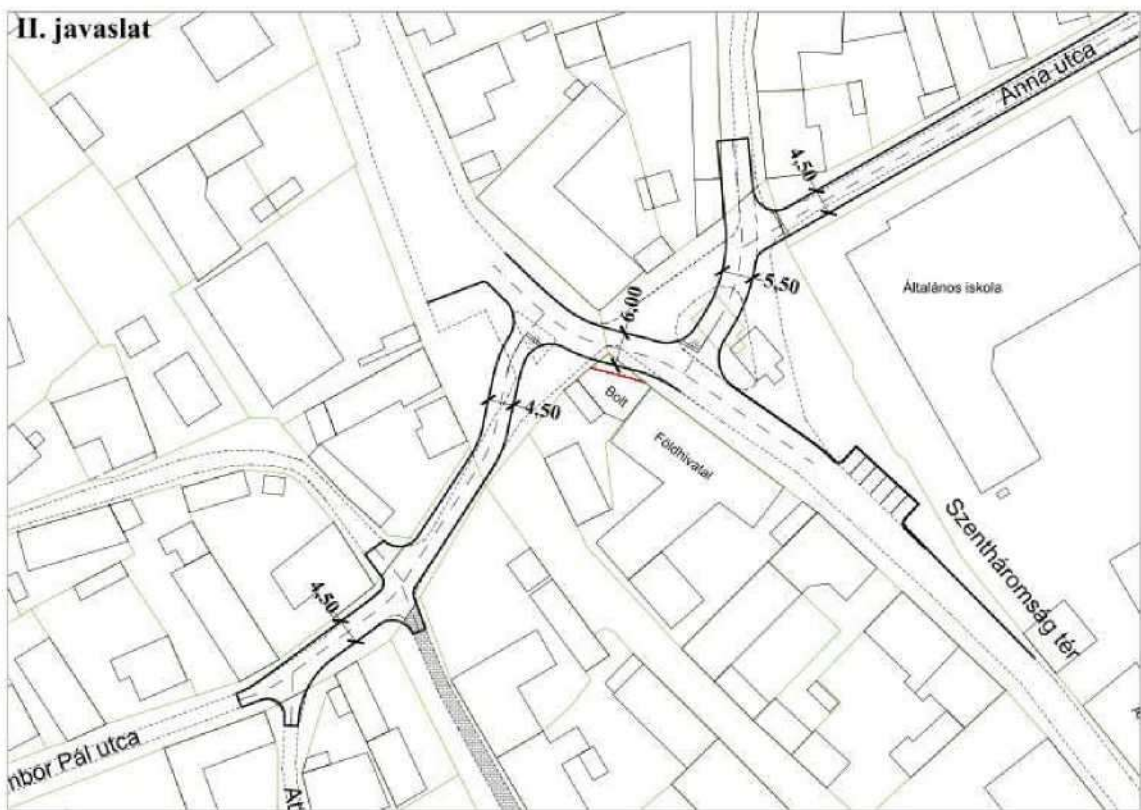 II. javaslat
Anna utca
4,50
5,50
Általános iskola
6,00
4,50
Bolt
Földhivatal
Szentháromság tér
4,50
nbor Pál utca